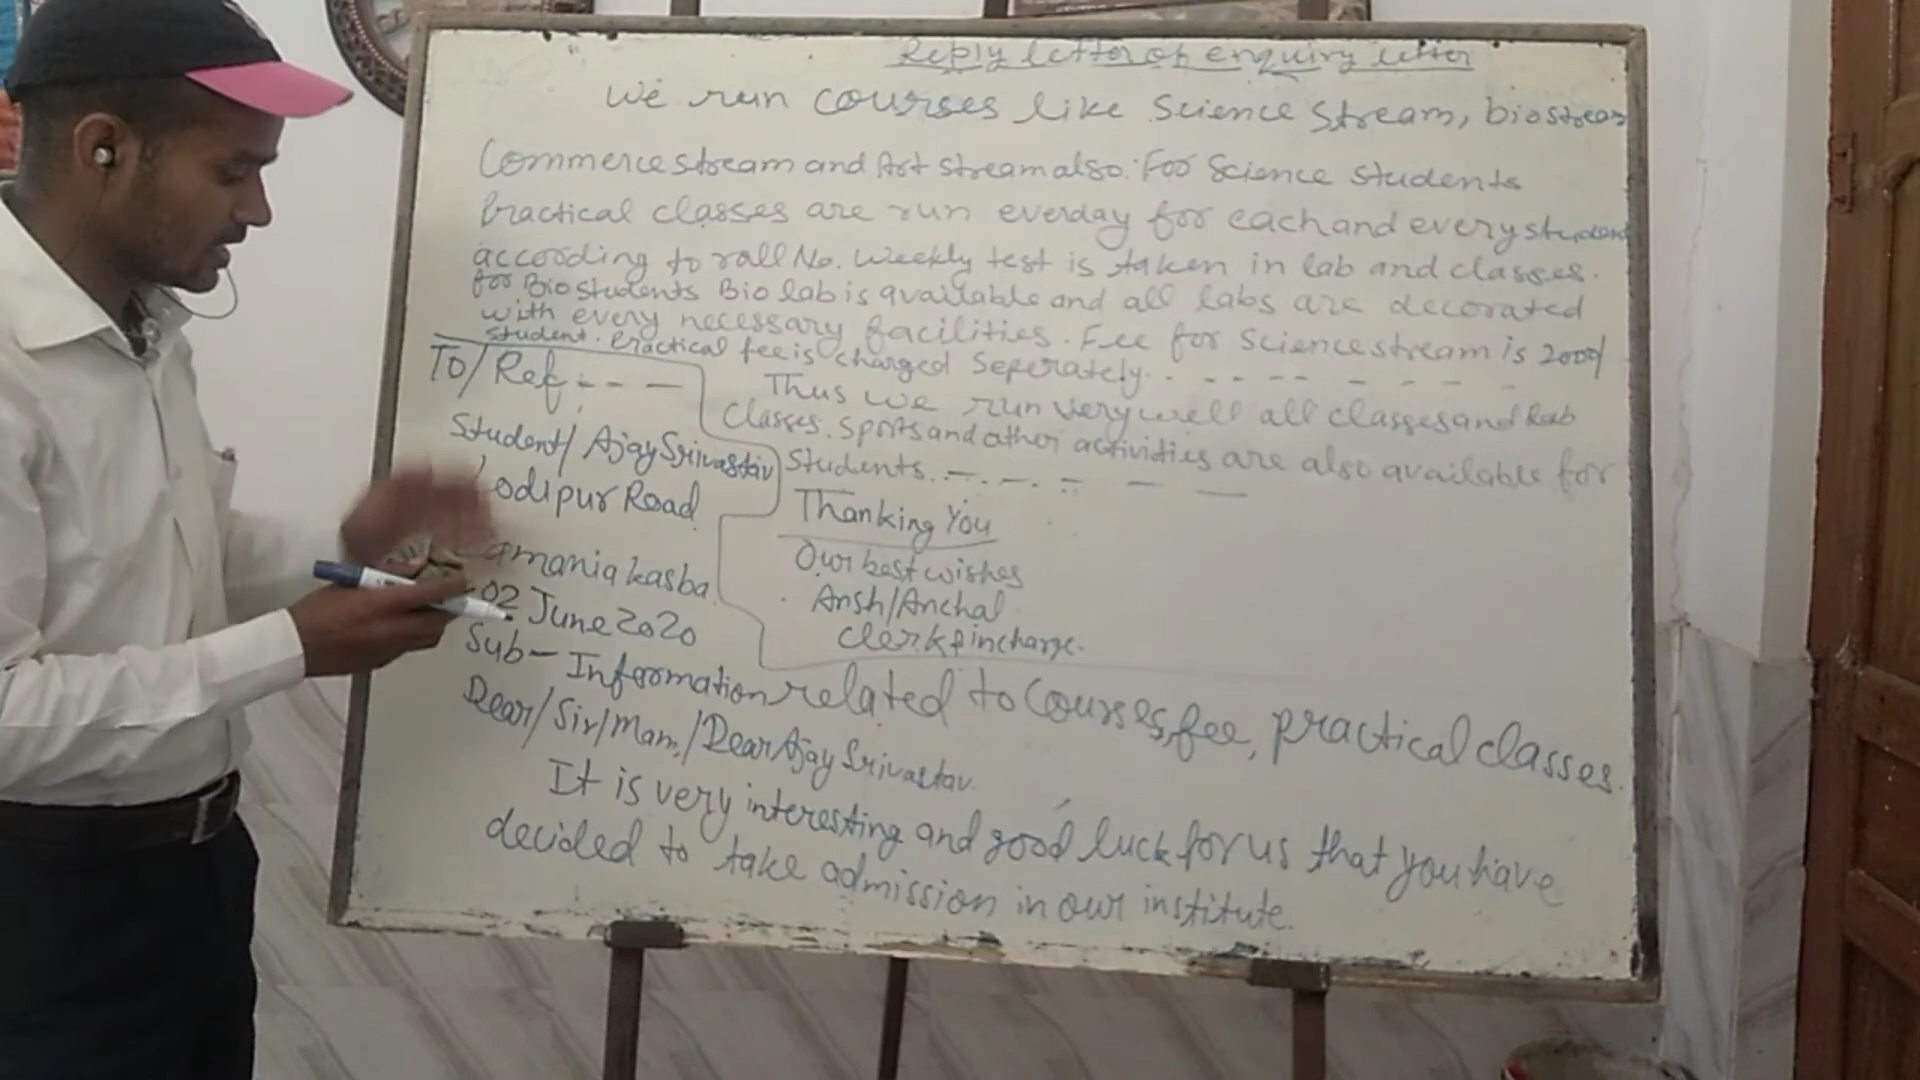 Reply letter of enquiry letter
We run courses like Science Stream, biostream
Commerce stream and Art stream also. For Science Students
Practical classes are run everday for each and every student
according to roll No. Weekly test is taken in lab and classes.
for Bio students Bio lab is available and all labs are decorated
with every necessary facilities. Fee for Science stream is 2000/
student. Practical fee is charged Seperately. - - - - - - - -
Thus we run very well all classes and Lab
Classes. Sports and other activities are also available for
Students. - - - - - -
Thanking You
Our best wishes
Ansh/Anchal
Clerk & incharge.
To/Ref - - -
Student/ Ajay Srivastav
Lodipur Road
kasba
02 June 2020
Sub- Information related to Courses, fee, practical classes.
Dear/Sir/Mam,/Dear Ajay Srivastav.
It is very interesting and good luck for us that you have
decided to take admission in our institute.